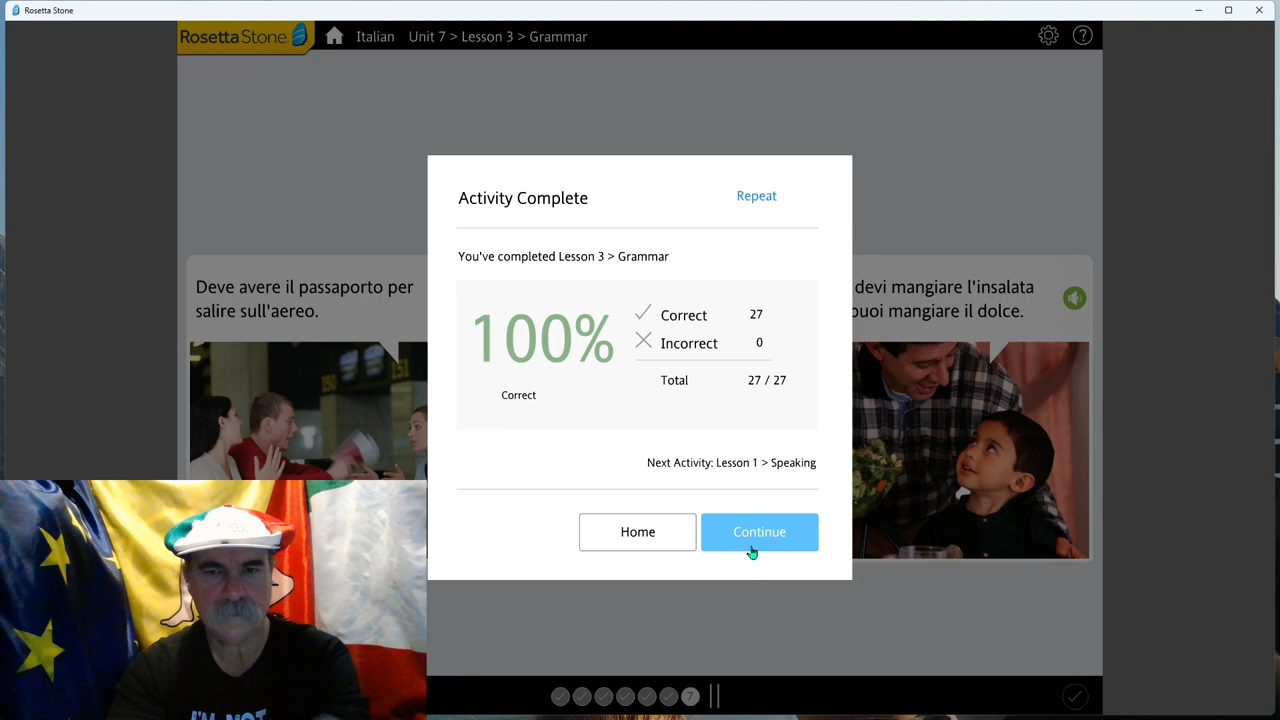 Rosetta Stone
RosettaStone
Italian Unit 7 > Lesson 3 > Grammar
Activity Complete
Repeat
You've completed Lesson 3 > Grammar
100%
Correct
Correct 27
Incorrect 0
Total 27 / 27
Next Activity: Lesson 1 > Speaking
Home
Continue
Deve avere il passaporto per
salire sull'aereo.
devi mangiare l'insalata
puoi mangiare il dolce.
I'M NOT
7